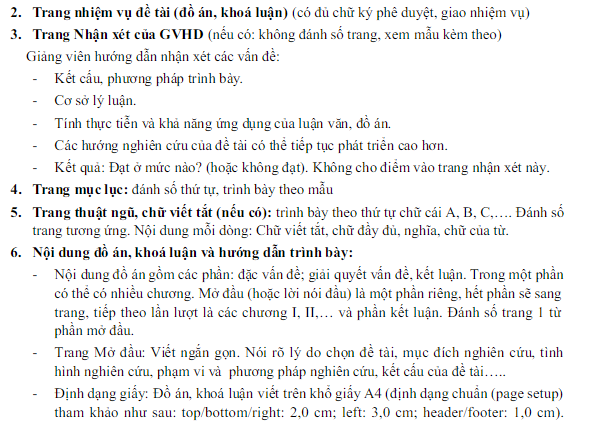 2. Trang nhiệm vụ đề tài (đồ án, khoá luận) (có đủ chữ ký phê duyệt, giao nhiệm vụ)
3. Trang Nhận xét của GVHD (nếu có: không đánh số trang, xem mẫu kèm theo)
Giảng viên hướng dẫn nhận xét các vấn đề:
- Kết cấu, phương pháp trình bày.
- Cơ sở lý luận.
- Tính thực tiễn và khả năng ứng dụng của luận văn, đồ án.
- Các hướng nghiên cứu của đề tài có thể tiếp tục phát triển cao hơn.
- Kết quả: Đạt ở mức nào? (hoặc không đạt). Không cho điểm vào trang nhận xét này.
4. Trang mục lục: đánh số thứ tự, trình bày theo mẫu
5. Trang thuật ngũ, chữ viết tắt (nếu có): trình bày theo thứ tự chữ cái A, B, C,…. Đánh số
trang tương ứng. Nội dung mỗi dòng: Chữ viết tắt, chữ đầy đủ, nghĩa, chữ của từ.
6. Nội dung đồ án, khoá luận và hướng dẫn trình bày:
- Nội dung đồ án gồm các phần: đặc vấn đề; giải quyết vấn đề, kết luận. Trong một phần
có thể có nhiều chương. Mở đầu (hoặc lời nói đầu) là một phần riêng, hết phần sẽ sang
trang, tiếp theo lần lượt là các chương I, II,… và phần kết luận. Đánh số trang 1 từ
phần mở đầu.
- Trang Mở đầu: Viết ngắn gọn. Nói rõ lý do chọn đề tài, mục đích nghiên cứu, tình
hình nghiên cứu, phạm vi và phương pháp nghiên cứu, kết cấu của đề tài…..
- Định dạng giấy: Đồ án, khoá luận viết trên khổ giấy A4 (định dạng chuẩn (page setup)
tham khảo như sau: top/bottom/right: 2,0 cm; left: 3,0 cm; header/footer: 1,0 cm).